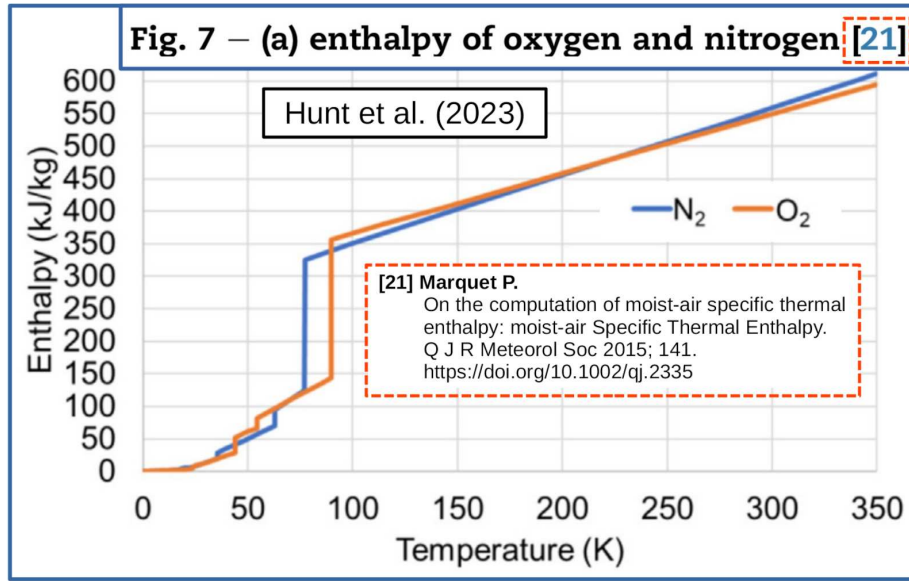 Fig. 7 – (a) enthalpy of oxygen and nitrogen [21]
Hunt et al. (2023)
Enthalpy (kJ/kg)
600
550
500
450
400
350
300
250
200
150
100
50
0
N₂ O₂
[21] Marquet P.
On the computation of moist-air specific thermal
enthalpy: moist-air Specific Thermal Enthalpy.
Q J R Meteorol Soc 2015; 141.
https://doi.org/10.1002/qj.2335
0 50 100 150 200 250 300 350
Temperature (K)